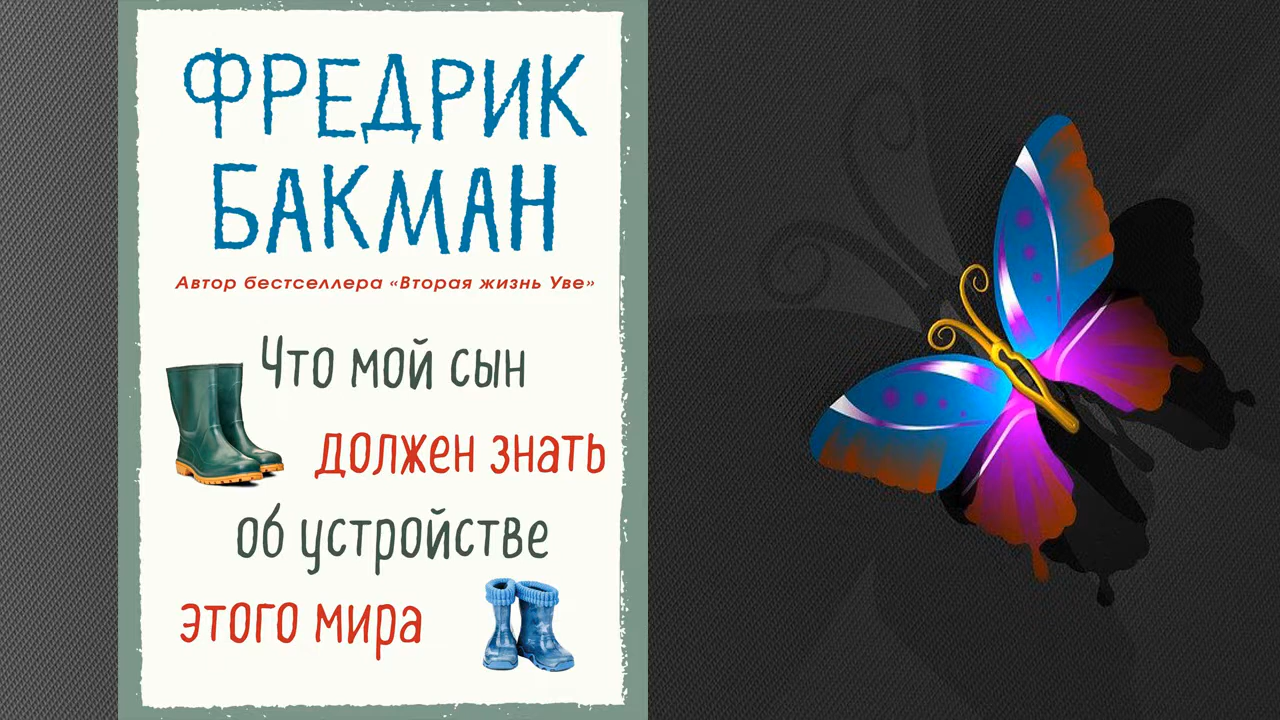 ФРЕДРИК
БАКМАН
Автор бестселлера «Вторая жизнь Уве»
Что мой сын
должен знать
об устройстве
этого мира